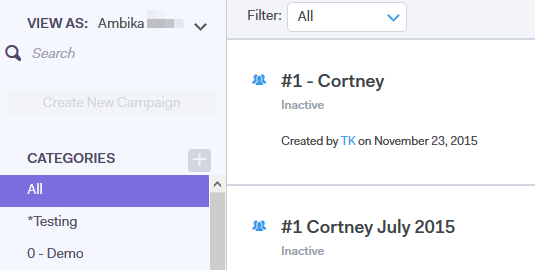 VIEW AS: Ambika
Search
Create New Campaign
CATEGORIES
All
*Testing
0 - Demo
Filter: All
#1 - Cortney
Inactive
Created by TK on November 23, 2015
#1 Cortney July 2015
Inactive